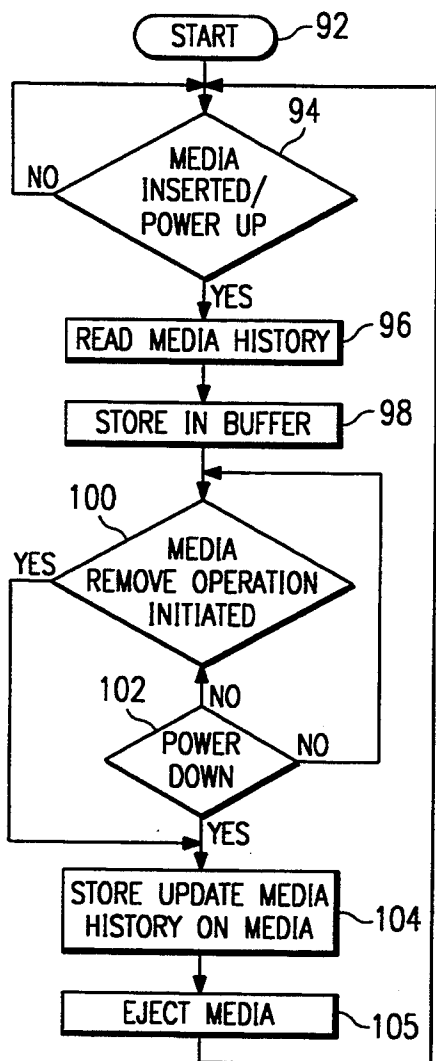 START
92
94
MEDIA
INSERTED/
POWER UP
NO
YES
READ MEDIA HISTORY
96
STORE IN BUFFER
98
100
YES
MEDIA
REMOVE OPERATION
INITIATED
102
NO
POWER
DOWN
NO
YES
STORE UPDATE MEDIA
HISTORY ON MEDIA
104
EJECT MEDIA
105